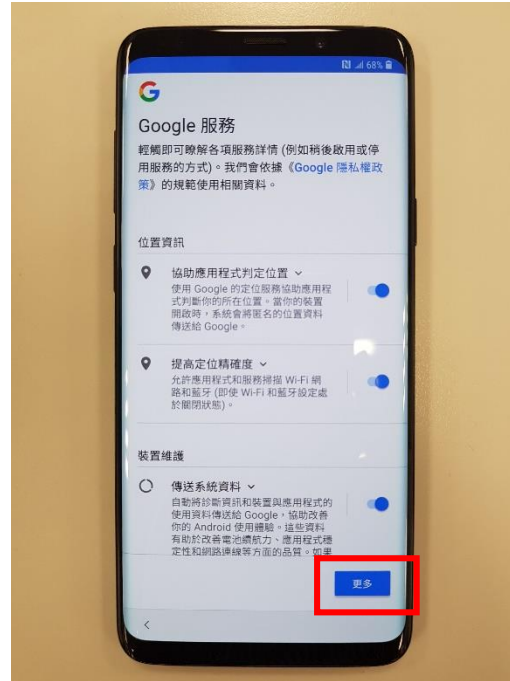 68%
G
Google 服務
輕觸即可瞭解各項服務詳情 (例如稍後啟用或停
用服務的方式)。我們會依據《Google 隱私權政
策》的規範使用相關資料。
位置資訊
協助應用程式判定位置
使用 Google 的定位服務協助應用程
式判斷你的所在位置。當你的裝置
開啟時,系統會將匿名的位置資料
傳送給 Google。
提高定位精確度
允許應用程式和服務掃描 Wi-Fi 網
路和藍牙 (即使 Wi-Fi 和藍牙設定處
於關閉狀態)。
裝置維護
傳送系統資料
自動將診斷資訊和裝置與應用程式的
使用資料傳送給 Google,協助改善
你的 Android 使用體驗。這些資料
有助於改善電池續航力、應用程式穩
定性和網路連線等方面的品質。如果
更多